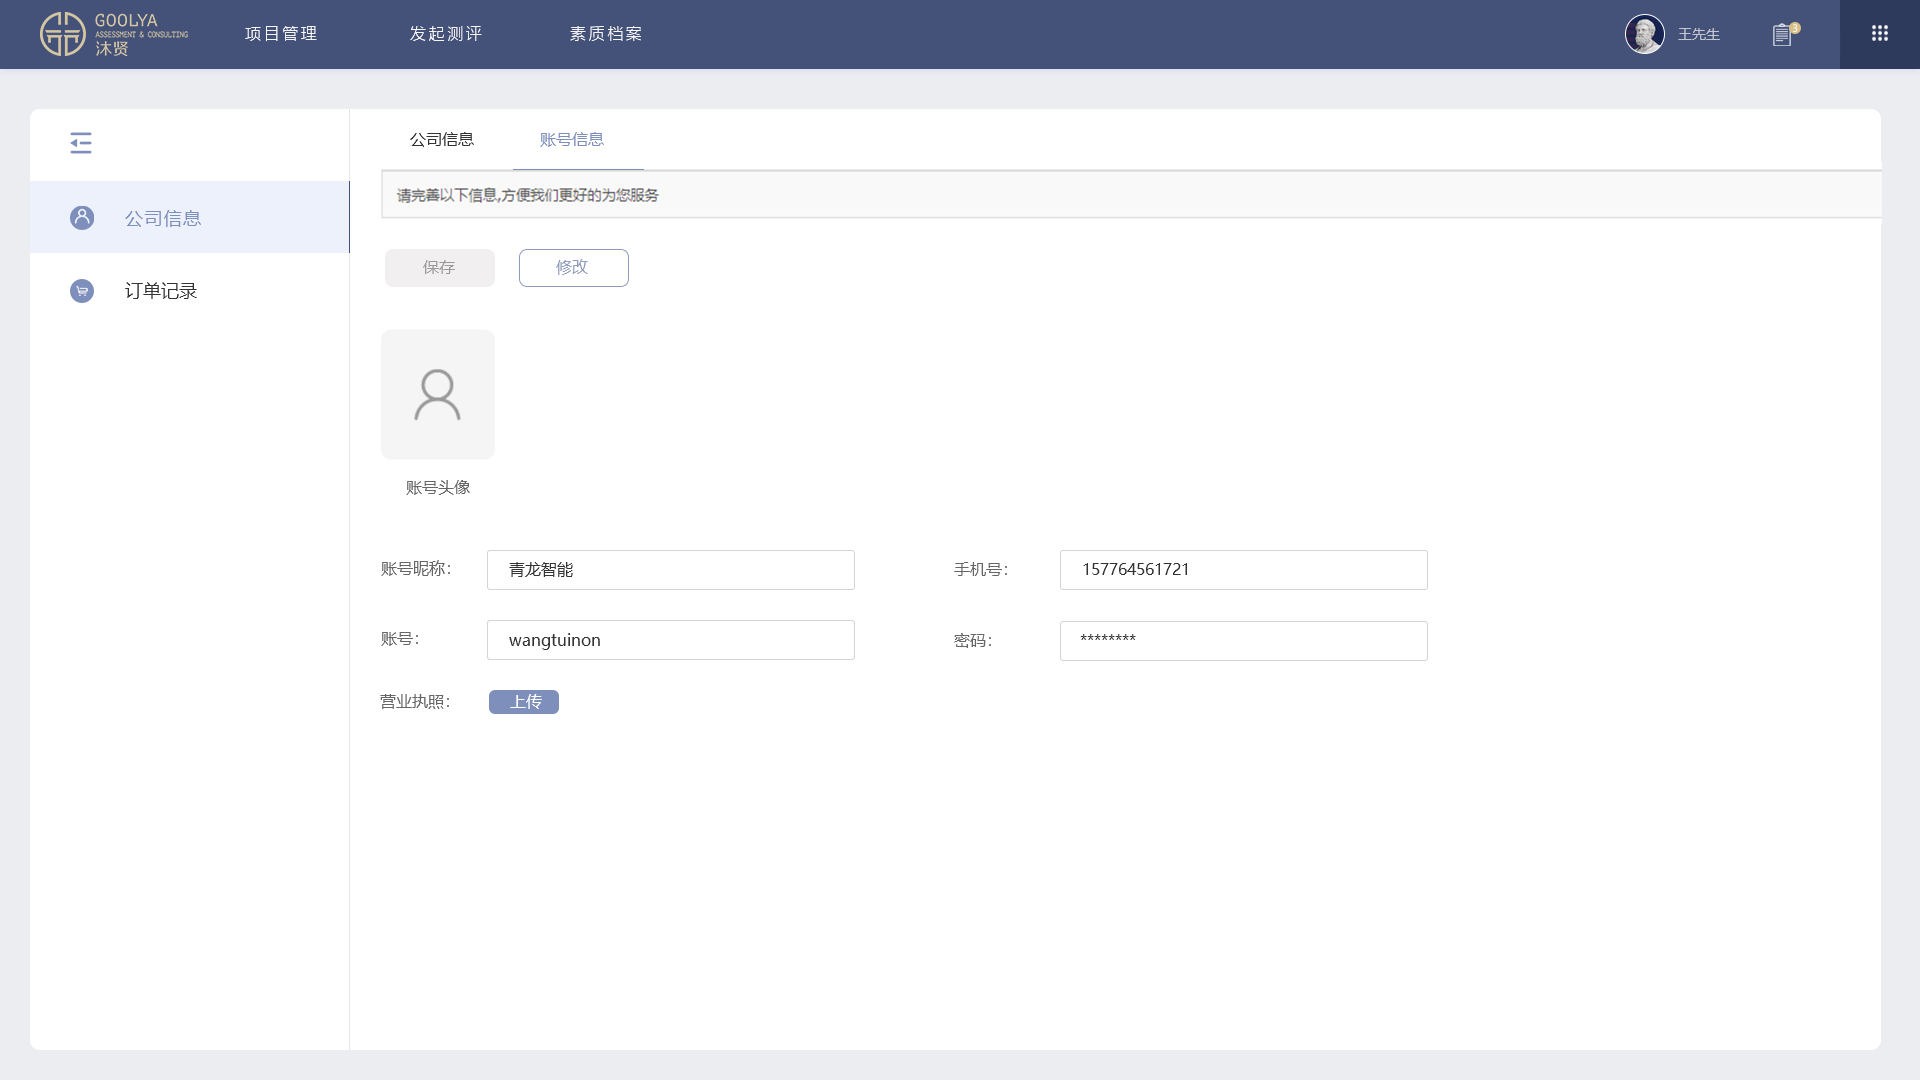 GOOLYA
ASSESSMENT & CONSULTING
沐贤
项目管理
发起测评
素质档案
王先生
3
公司信息
订单记录
公司信息
账号信息
请完善以下信息,方便我们更好的为您服务
保存
修改
账号头像
账号昵称：
青龙智能
手机号：
157764561721
账号：
wangtuinon
密码：
********
营业执照：
上传